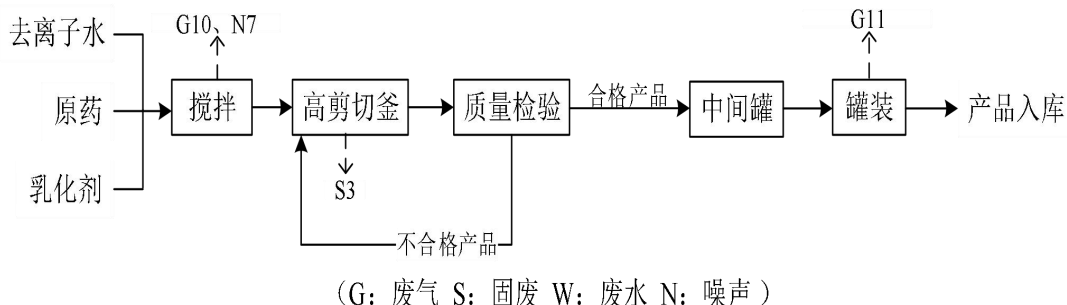 G10、N7
G11
去离子水
原药
乳化剂
搅拌
高剪切釜
质量检验
合格产品
中间罐
罐装
产品入库
S3
不合格产品
(G：废气 S：固废 W：废水 N：噪声 )